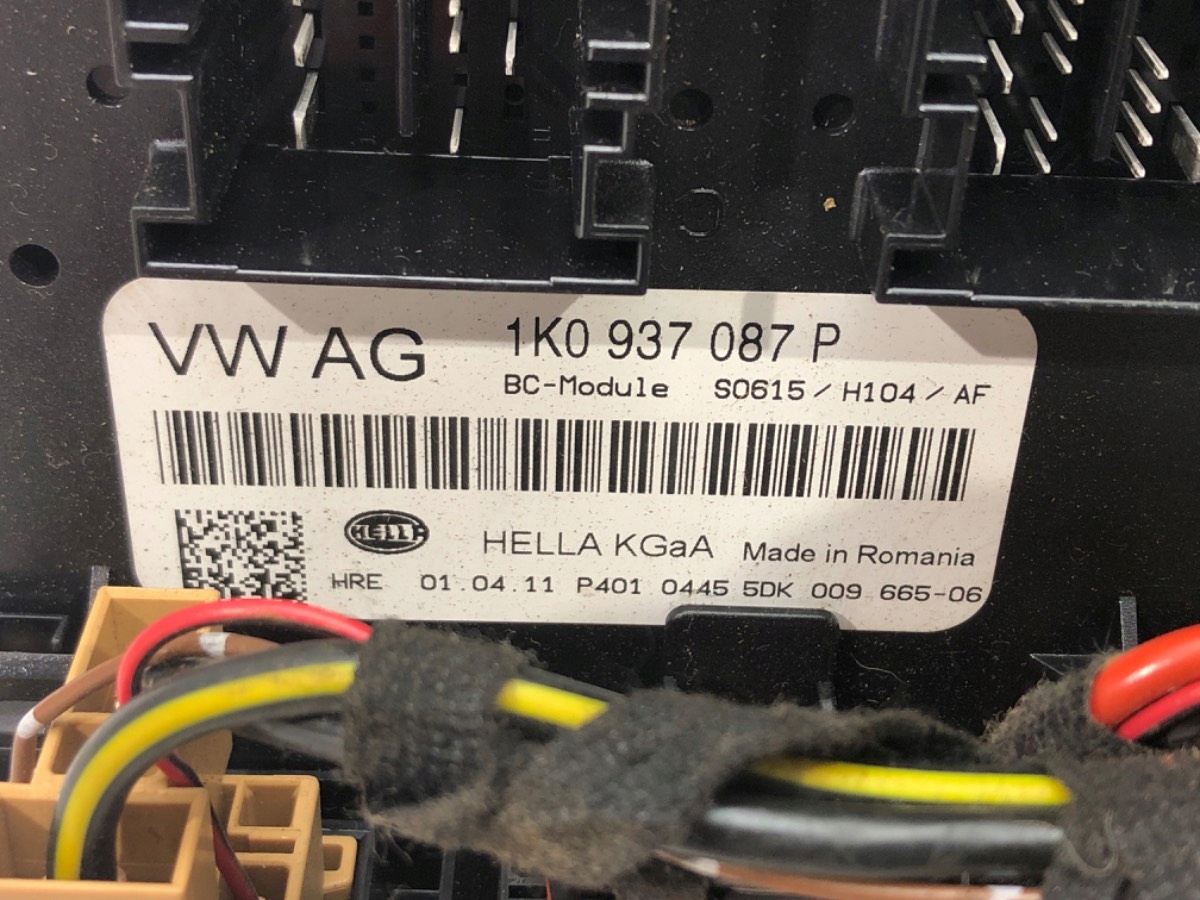 VW AG 1K0 937 087 P
BC-Module S0615 / H104 / AF
HELLA HELLA KGaA Made in Romania
HRE 01.04.11 P401 0445 5DK 009 665-06